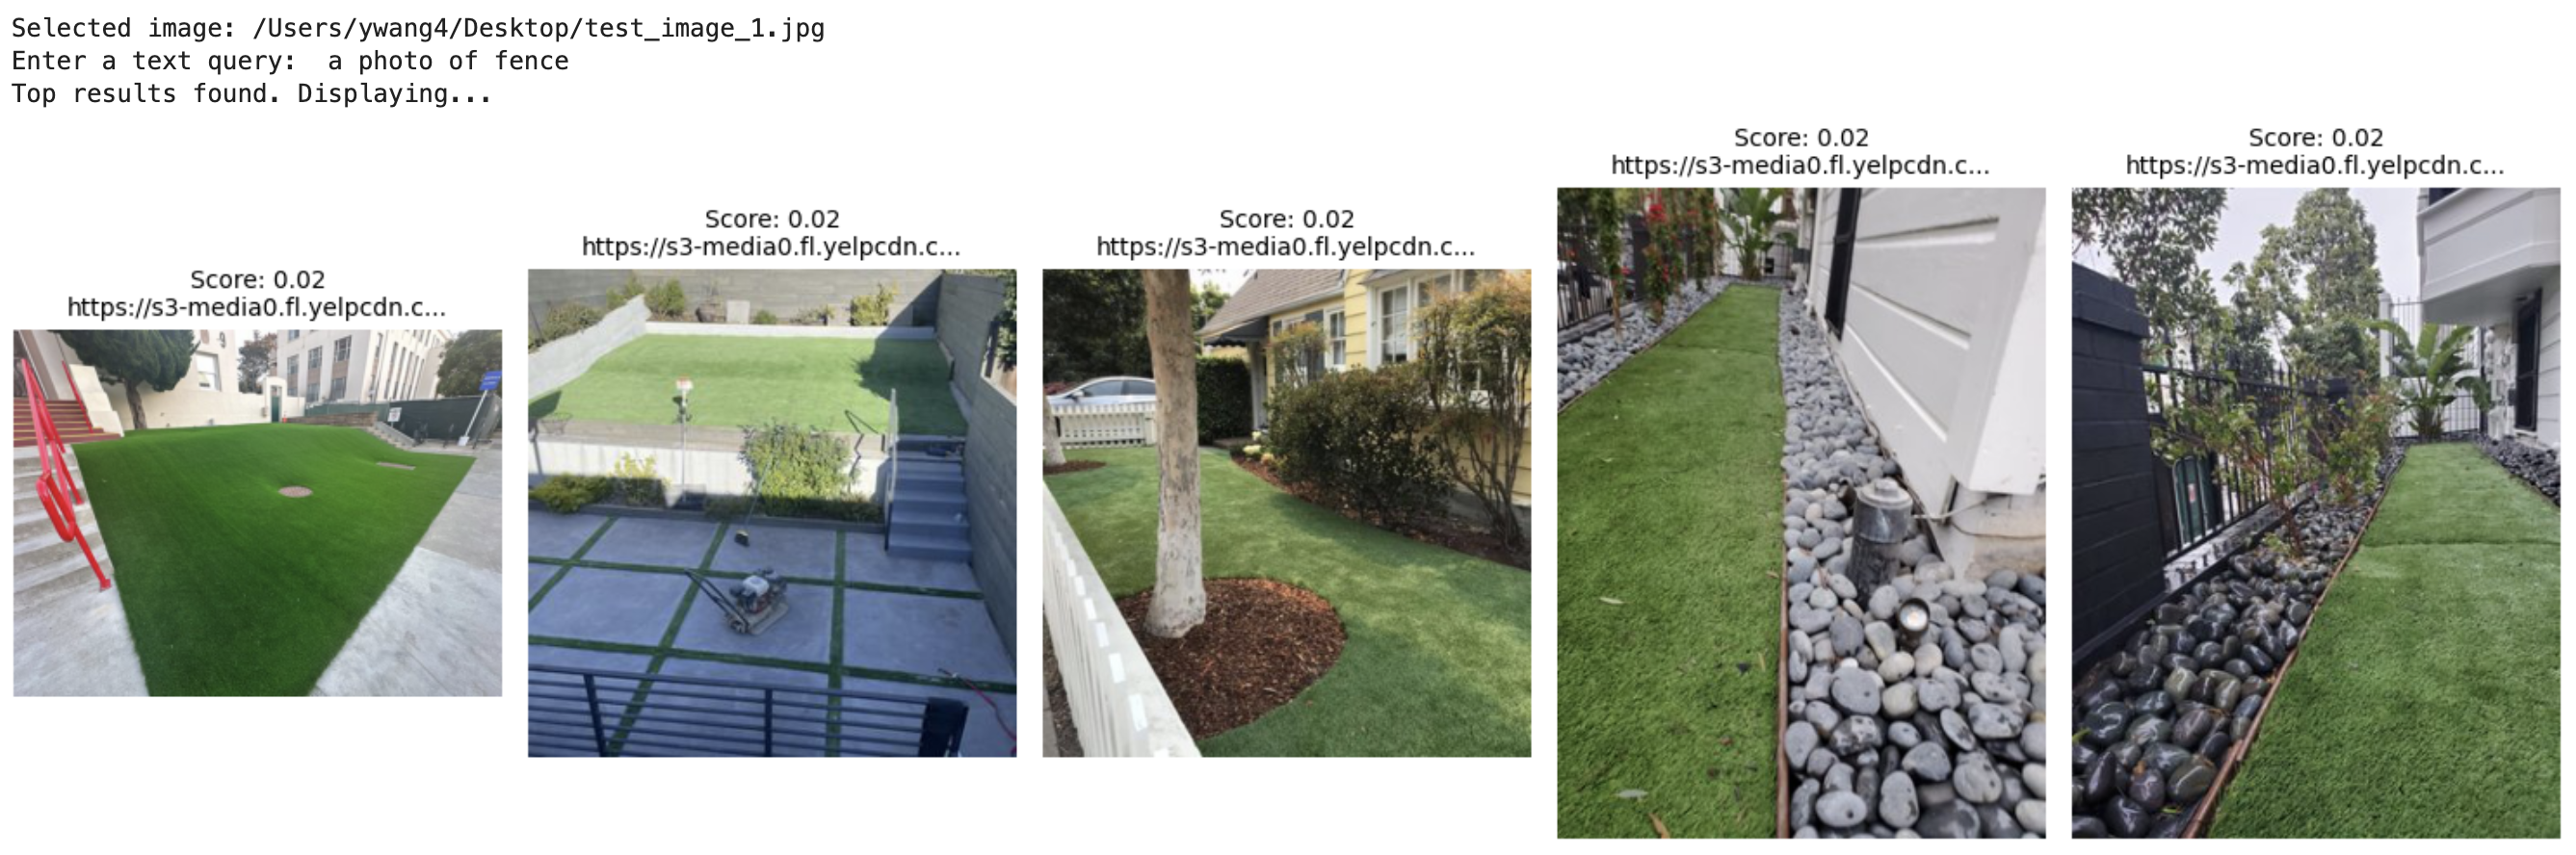 Selected image: /Users/ywang4/Desktop/test_image_1.jpg
Enter a text query:  a photo of fence
Top results found. Displaying...
Score: 0.02
https://s3-media0.fl.yelpcdn.c...
Score: 0.02
https://s3-media0.fl.yelpcdn.c...
Score: 0.02
https://s3-media0.fl.yelpcdn.c...
Score: 0.02
https://s3-media0.fl.yelpcdn.c...
Score: 0.02
https://s3-media0.fl.yelpcdn.c...